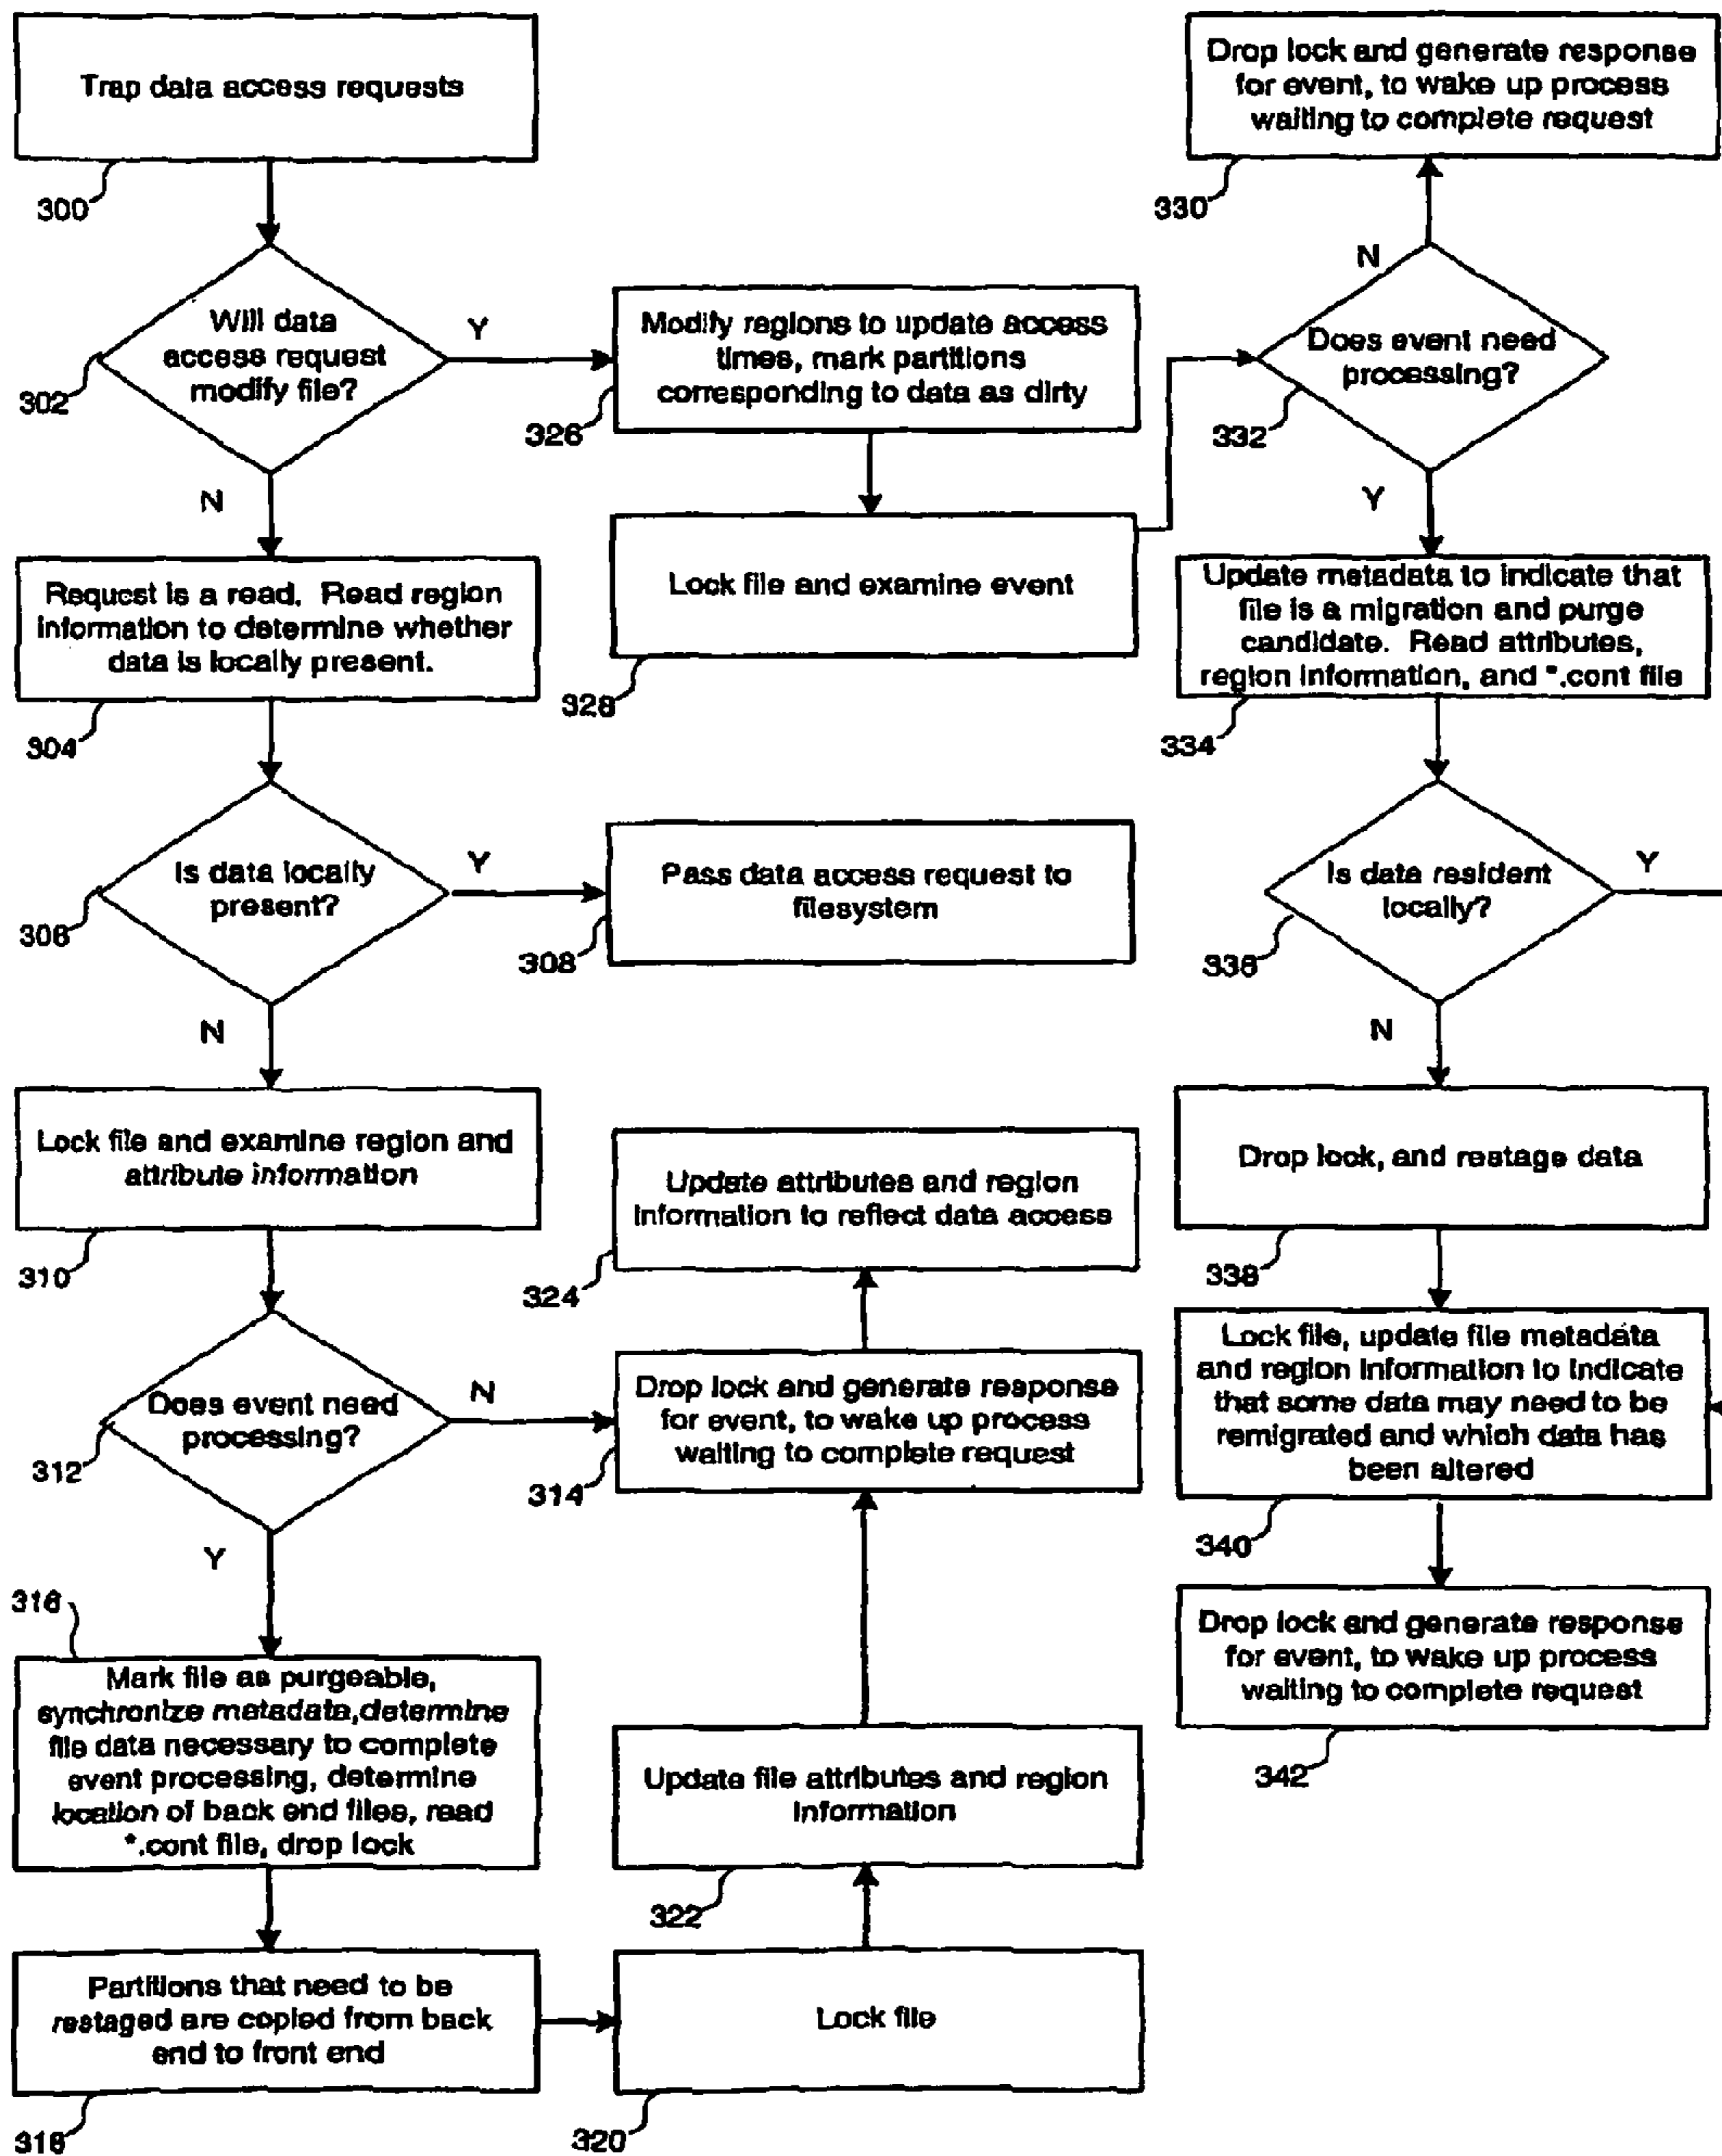 Trap data access requests
300
Will data
access request
modify file?
302
Y
N
Request is a read. Read region
information to determine whether
data is locally present.
304
Is data locally
present?
306
Y
N
Pass data access request to
filesystem
308
Lock file and examine region and
attribute information
310
Does event need
processing?
312
N
Y
316
Mark file as purgeable,
synchronize metadata,determine
file data necessary to complete
event processing, determine
location of back end files, read
*.cont file, drop lock
Partitions that need to be
restaged are copied from back
end to front end
318
Lock file
320
Update file attributes and region
information
322
Drop lock and generate response
for event, to wake up process
waiting to complete request
314
Update attributes and region
information to reflect data access
324
Modify regions to update access
times, mark partitions
corresponding to data as dirty
326
Lock file and examine event
328
Drop lock and generate response
for event, to wake up process
waiting to complete request
330
N
Does event need
processing?
332
Y
Update metadata to indicate that
file is a migration and purge
candidate. Read attributes,
region information, and *.cont file
334
Is data resident
locally?
336
Y
N
Drop lock, and restage data
338
Lock file, update file metadata
and region information to indicate
that some data may need to be
remigrated and which data has
been altered
340
Drop lock and generate response
for event, to wake up process
waiting to complete request
342